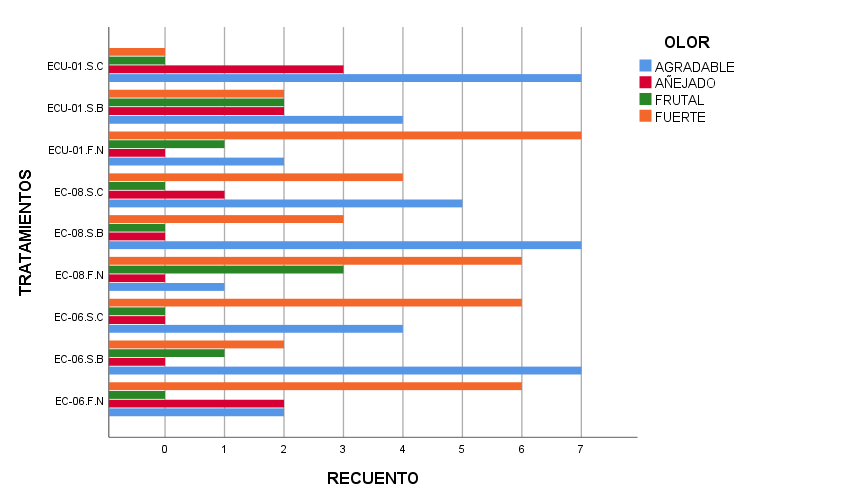 OLOR
AGRADABLE
AÑEJADO
FRUTAL
FUERTE
TRATAMIENTOS
ECU-01.S.C
ECU-01.S.B
ECU-01.F.N
EC-08.S.C
EC-08.S.B
EC-08.F.N
EC-06.S.C
EC-06.S.B
EC-06.F.N
0 1 2 3 4 5 6 7
RECUENTO